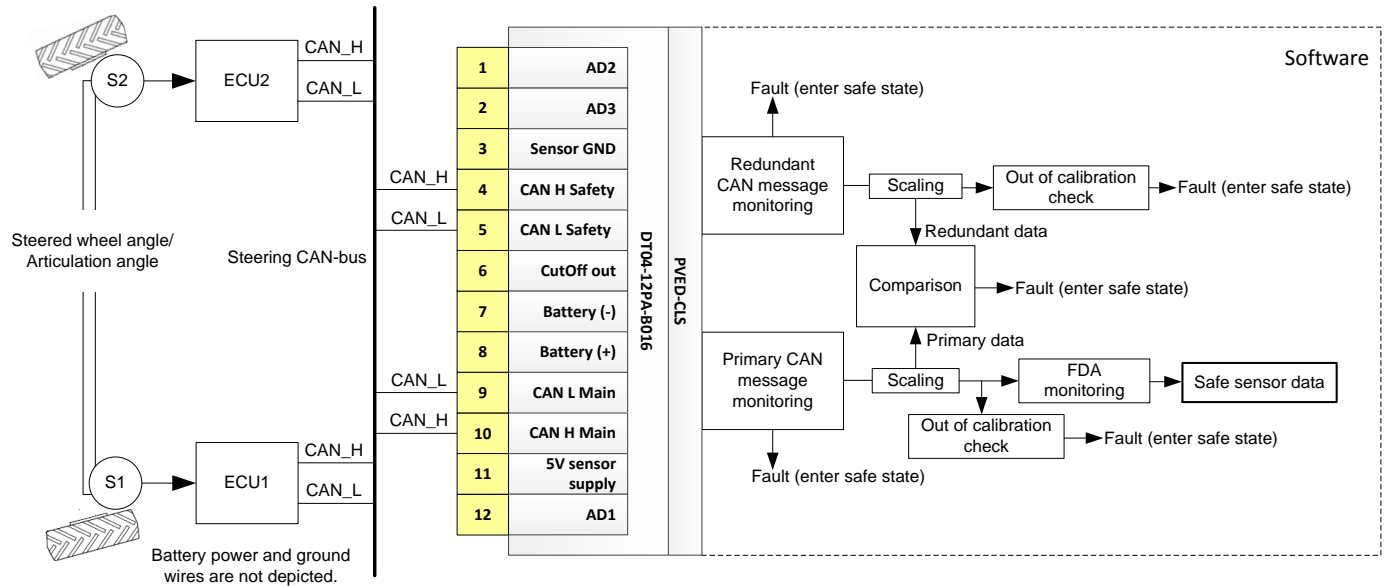 Software
S2
ECU2
CAN_H
CAN_L
Steered wheel angle/
Articulation angle
Steering CAN-bus
CAN_H
CAN_L
CAN_L
CAN_H
S1
ECU1
CAN_H
CAN_L
Battery power and ground
wires are not depicted.
1 AD2
2 AD3
3 Sensor GND
4 CAN H Safety
5 CAN L Safety
6 CutOff out
7 Battery (-)
8 Battery (+)
9 CAN L Main
10 CAN H Main
11 5V sensor
supply
12 AD1
DT04-12PA-B016
PVED-CLS
Fault (enter safe state)
Redundant
CAN message
monitoring
Scaling
Out of calibration
check
Fault (enter safe state)
Redundant data
Comparison
Fault (enter safe state)
Primary data
Primary CAN
message
monitoring
Scaling
FDA
monitoring
Safe sensor data
Out of calibration
check
Fault (enter safe state)
Fault (enter safe state)